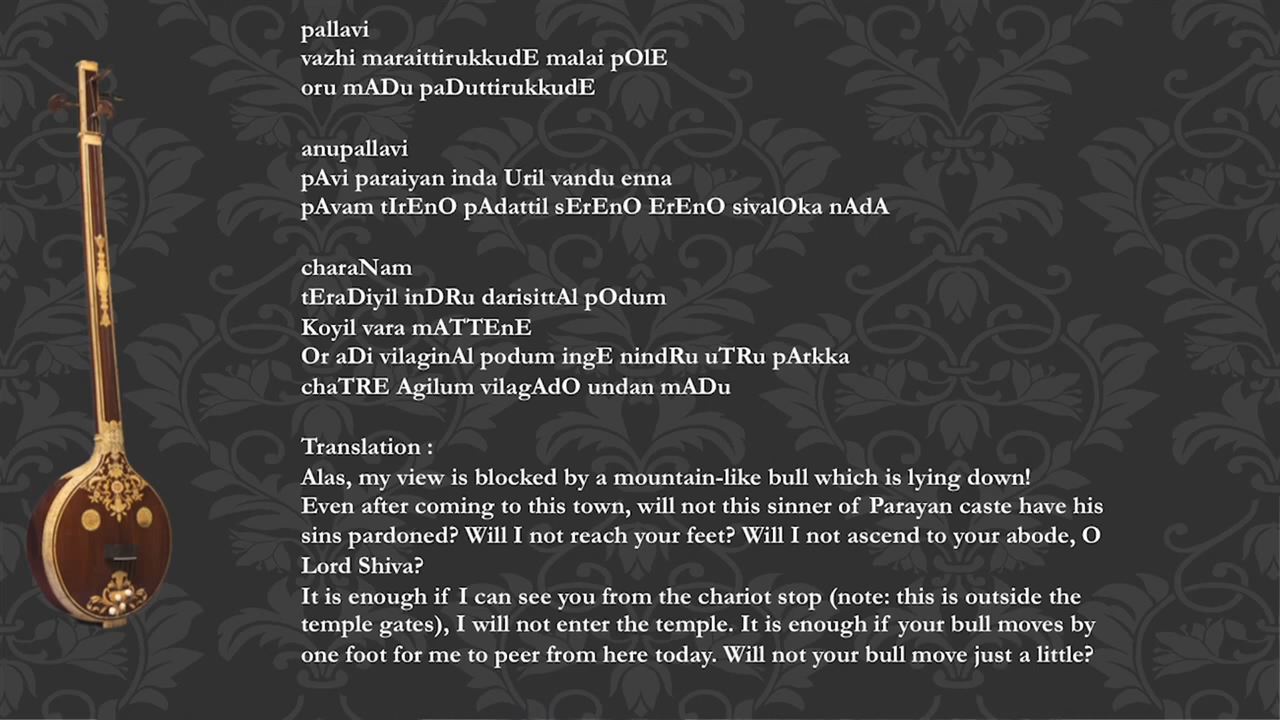 pallavi
vazhi maraittirukkudE malai pOlE
oru mADu paDuttirukkudE
anupallavi
pAvi paraiyan inda Uril vandu enna
pAvam tIrEnO pAdattil sErEnO ErEnO sivalOka nAdA
charaNam
tEraDiyil inDRu darisittAl pOdum
Koyil vara mATTEnE
Or aDi vilaginAl podum ingE nindRu uTRu pArkka
chaTRE Agilum vilagAdO undan mADu
Translation :
Alas, my view is blocked by a mountain-like bull which is lying down!
Even after coming to this town, will not this sinner of Parayan caste have his
sins pardoned? Will I not reach your feet? Will I not ascend to your abode, O
Lord Shiva?
It is enough if I can see you from the chariot stop (note: this is outside the
temple gates), I will not enter the temple. It is enough if your bull moves by
one foot for me to peer from here today. Will not your bull move just a little?